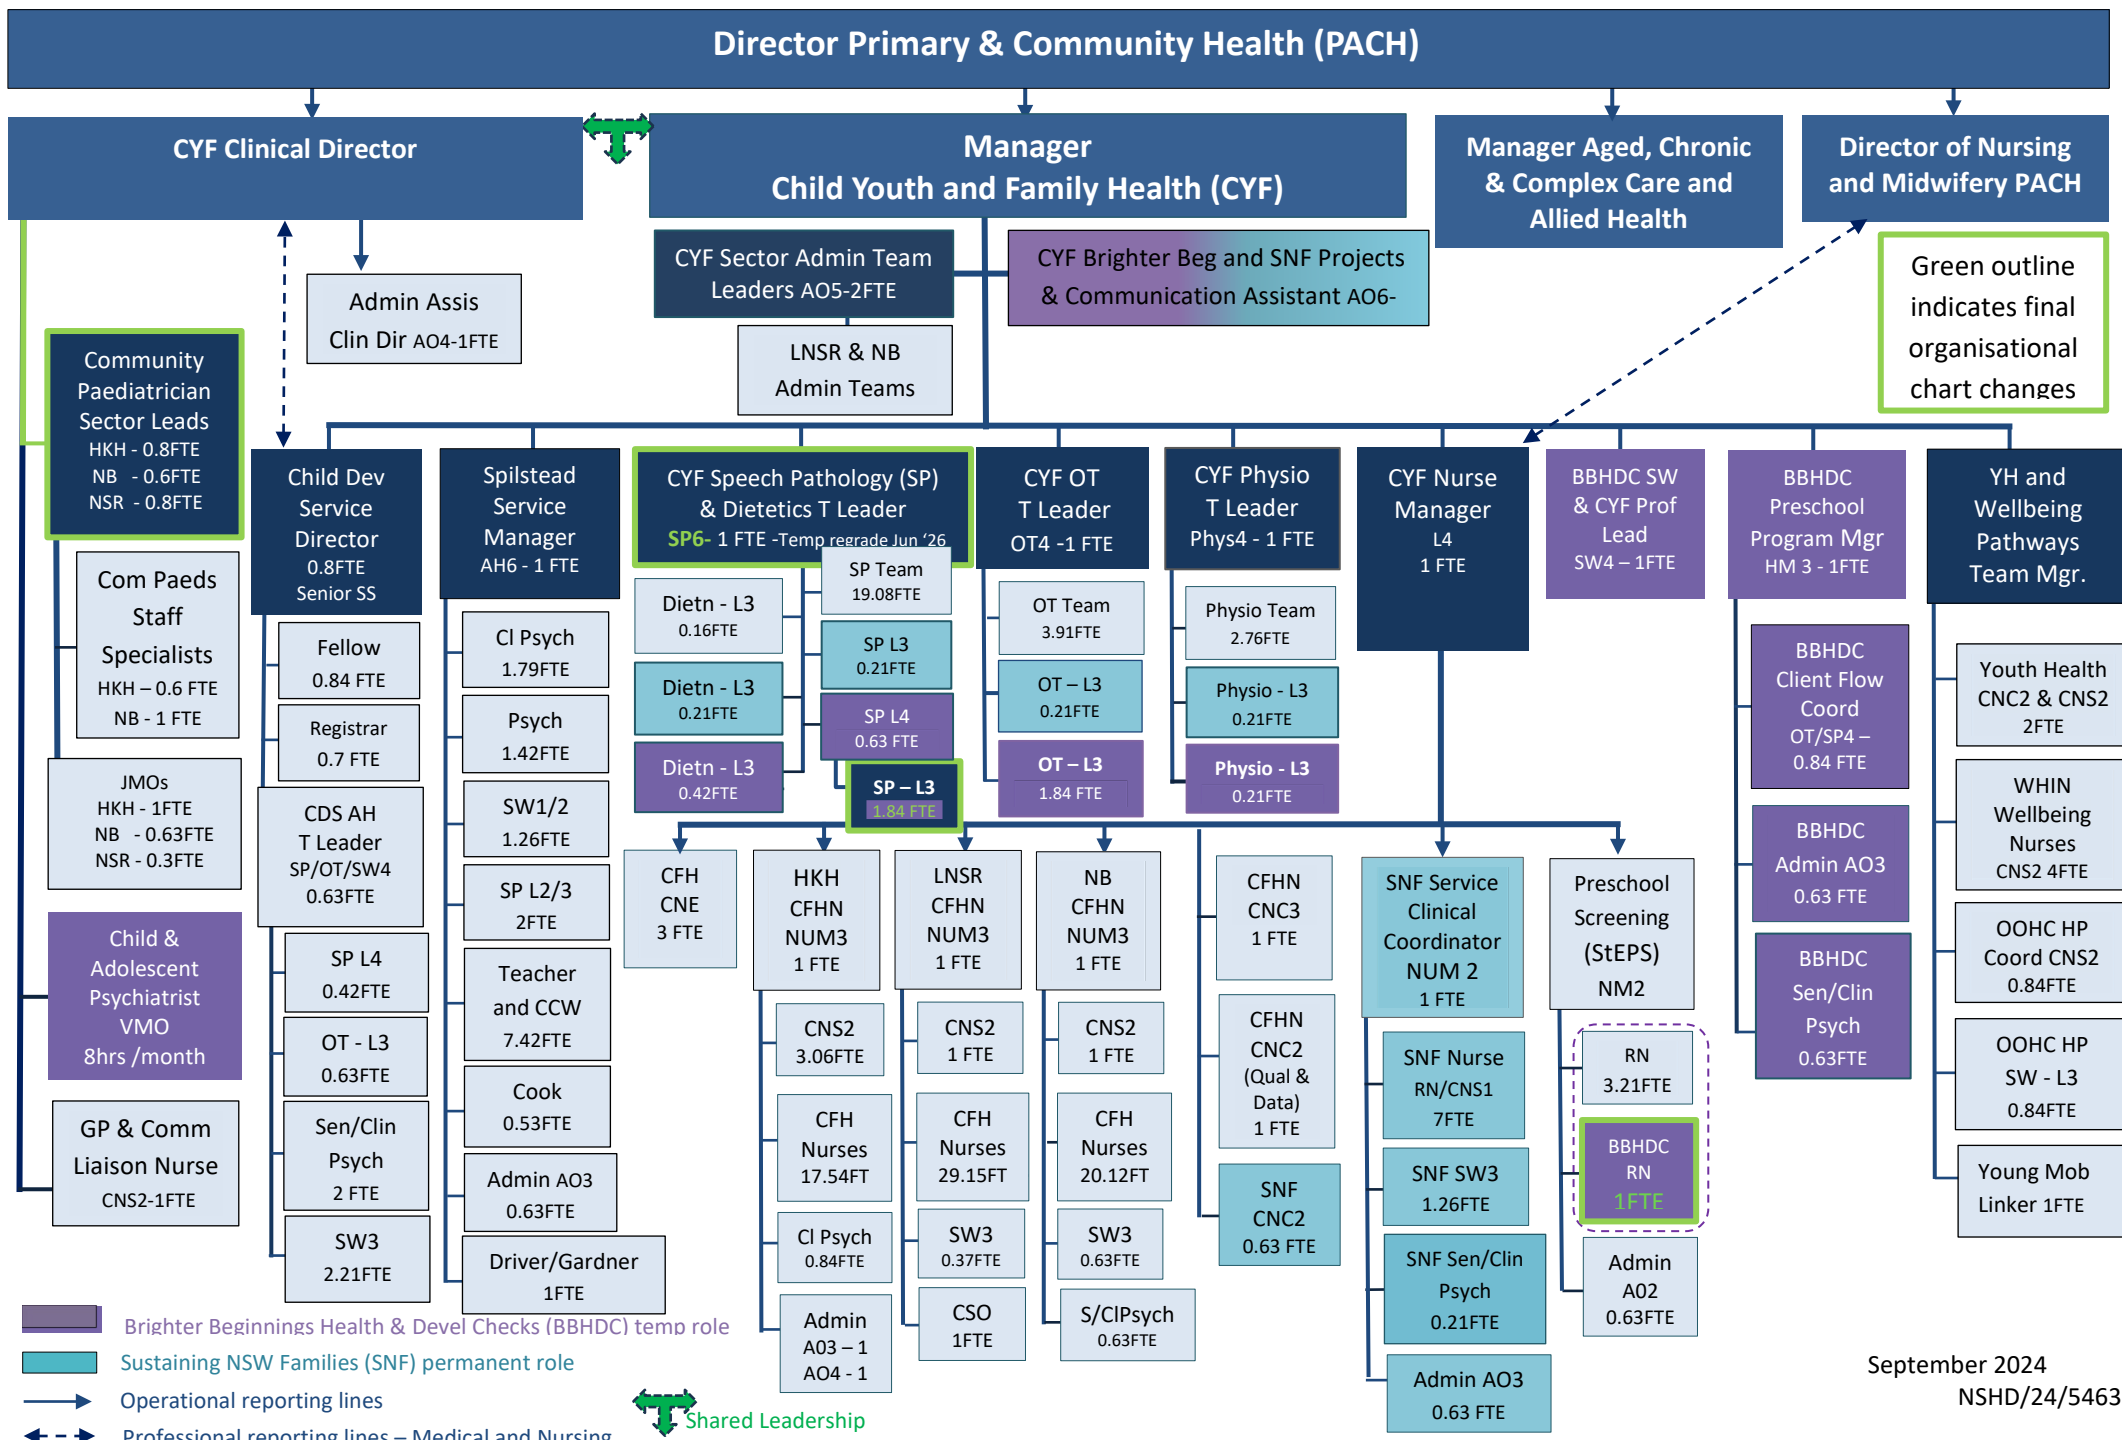 Director Primary & Community Health (PACH)
CYF Clinical Director
Manager
Child Youth and Family Health (CYF)
Manager Aged, Chronic
& Complex Care and
Allied Health
Director of Nursing
and Midwifery PACH
CYF Sector Admin Team
Leaders AO5-2FTE
CYF Brighter Beg and SNF Projects
& Communication Assistant AO6-
Green outline
indicates final
organisational
chart changes
Admin Assis
Clin Dir AO4-1FTE
LNSR & NB
Admin Teams
Community
Paediatrician
Sector Leads
HKH - 0.8FTE
NB - 0.6FTE
NSR - 0.8FTE
Child Dev
Service
Director
0.8FTE
Senior SS
Spilstead
Service
Manager
AH6 - 1 FTE
CYF Speech Pathology (SP)
& Dietetics T Leader
SP6- 1 FTE -Temp regrade Jun '26
CYF OT
T Leader
OT4 -1 FTE
CYF Physio
T Leader
Phys4 - 1 FTE
CYF Nurse
Manager
L4
1 FTE
BBHDC SW
& CYF Prof
Lead
SW4 – 1FTE
BBHDC
Preschool
Program Mgr
HM 3 - 1FTE
YH and
Wellbeing
Pathways
Team Mgr.
Com Paeds
Staff
Specialists
HKH – 0.6 FTE
NB - 1 FTE
JMOs
HKH - 1FTE
NB - 0.63FTE
NSR - 0.3FTE
Child &
Adolescent
Psychiatrist
VMO
8hrs /month
GP & Comm
Liaison Nurse
CNS2-1FTE
Fellow
0.84 FTE
Registrar
0.7 FTE
CDS AH
T Leader
SP/OT/SW4
0.63FTE
SP L4
0.42FTE
OT - L3
0.63FTE
Sen/Clin
Psych
2 FTE
SW3
2.21FTE
Cl Psych
1.79FTE
Psych
1.42FTE
SW1/2
1.26FTE
SP L2/3
2FTE
Teacher
and CCW
7.42FTE
Cook
0.53FTE
Admin AO3
0.63FTE
Driver/Gardner
1FTE
Dietn - L3
0.16FTE
Dietn - L3
0.21FTE
Dietn - L3
0.42FTE
SP Team
19.08FTE
SP L3
0.21FTE
SP L4
0.63 FTE
SP – L3
1.84 FTE
OT Team
3.91FTE
OT – L3
0.21FTE
OT – L3
1.84 FTE
Physio Team
2.76FTE
Physio - L3
0.21FTE
Physio - L3
0.21FTE
CFH
CNE
3 FTE
HKH
CFHN
NUM3
1 FTE
CNS2
3.06FTE
CFH
Nurses
17.54FT
Cl Psych
0.84FTE
Admin
A03 – 1
AO4 - 1
LNSR
CFHN
NUM3
1 FTE
CNS2
1 FTE
CFH
Nurses
29.15FT
SW3
0.37FTE
CSO
1FTE
NB
CFHN
NUM3
1 FTE
CNS2
1 FTE
CFH
Nurses
20.12FT
SW3
0.63FTE
S/ClPsych
0.63FTE
CFHN
CNC3
1 FTE
CFHN
CNC2
(Qual &
Data)
1 FTE
SNF
CNC2
0.63 FTE
SNF Service
Clinical
Coordinator
NUM 2
1 FTE
SNF Nurse
RN/CNS1
7FTE
SNF SW3
1.26FTE
SNF Sen/Clin
Psych
0.21FTE
Admin AO3
0.63 FTE
Preschool
Screening
(StEPS)
NM2
RN
3.21FTE
BBHDC
RN
1FTE
Admin
A02
0.63FTE
BBHDC
Client Flow
Coord
OT/SP4 –
0.84 FTE
BBHDC
Admin AO3
0.63 FTE
BBHDC
Sen/Clin
Psych
0.63FTE
Youth Health
CNC2 & CNS2
2FTE
WHIN
Wellbeing
Nurses
CNS2 4FTE
OOHC HP
Coord CNS2
0.84FTE
OOHC HP
SW - L3
0.84FTE
Young Mob
Linker 1FTE
Brighter Beginnings Health & Devel Checks (BBHDC) temp role
Sustaining NSW Families (SNF) permanent role
Operational reporting lines
Professional reporting lines – Medical and Nursing
Shared Leadership
September 2024
NSHD/24/5463